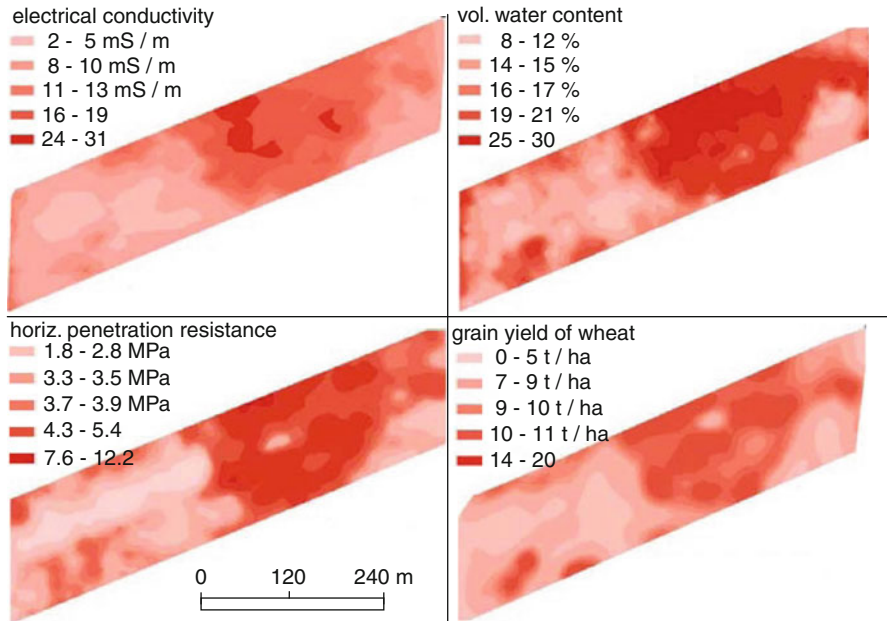 electrical conductivity
2 - 5 mS / m
8 - 10 mS / m
11 - 13 mS / m
16 - 19
24 - 31
vol. water content
8 - 12 %
14 - 15 %
16 - 17 %
19 - 21 %
25 - 30
horiz. penetration resistance
1.8 - 2.8 MPa
3.3 - 3.5 MPa
3.7 - 3.9 MPa
4.3 - 5.4
7.6 - 12.2
0 120 240 m
grain yield of wheat
0 - 5 t / ha
7 - 9 t / ha
9 - 10 t / ha
10 - 11 t / ha
14 - 20